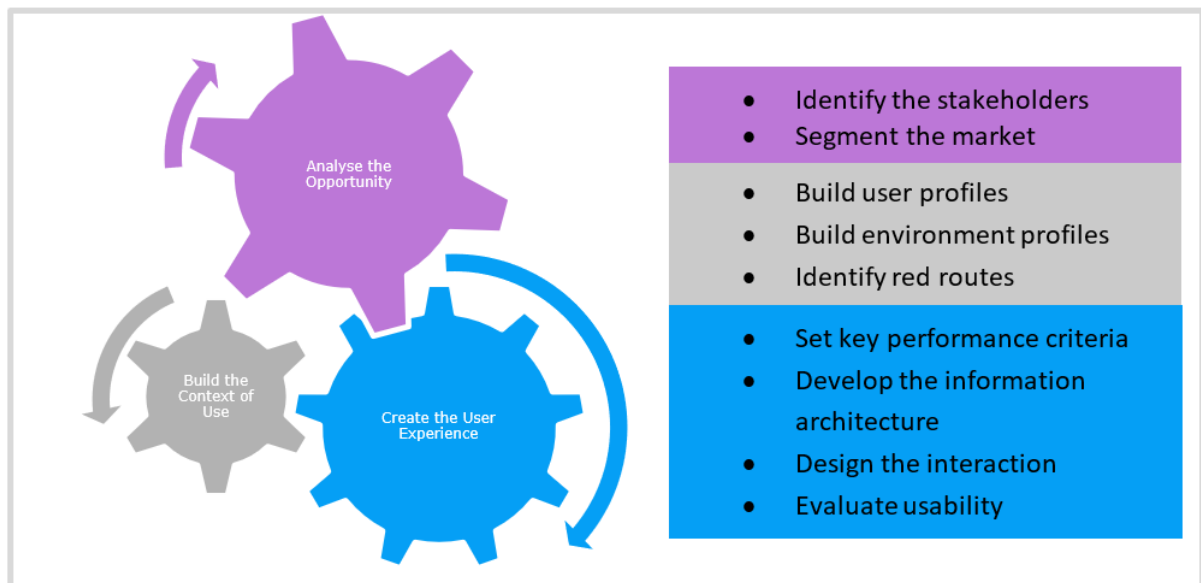 Analyse the
Opportunity
Build the
Context of
Use
Create the User
Experience
• Identify the stakeholders
• Segment the market
• Build user profiles
• Build environment profiles
• Identify red routes
• Set key performance criteria
• Develop the information
architecture
• Design the interaction
• Evaluate usability